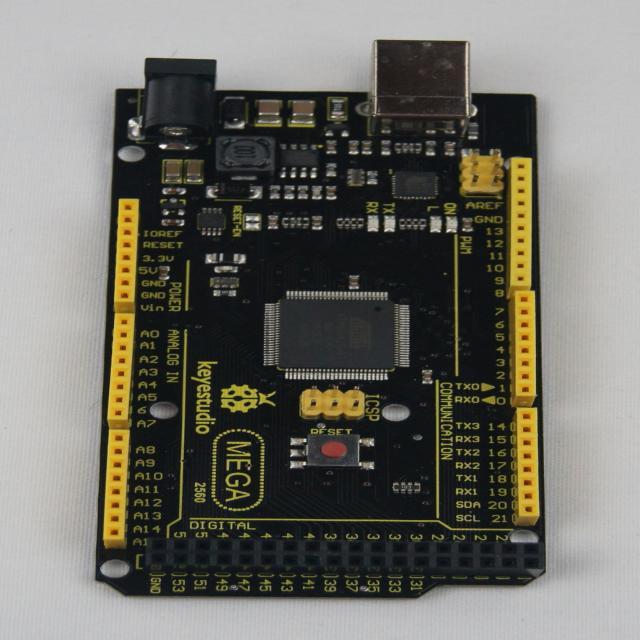 IOREF
RESET
3.3V
5V
GND
GND
Vin
POWER
A0
A1
A2
A3
A4
A5
6
A7
ANALOG IN
A8
A9
A10
A11
A12
A13
A14
RESET-EN
RX
TX
L
ON
PWM
AREF
GND
13
12
11
10
9
8
7
6
5
4
3
2
TX0 1
RX0 0
COMMUNICATION
TX3 14
RX3 15
TX2 16
RX2 17
TX1 18
RX1 19
SDA 20
SCL 21
ICSP
RESET
keyestudio
MEGA
2560
DIGITAL
GND 53 51 49 47 45 43 41 39 37 35 33 31